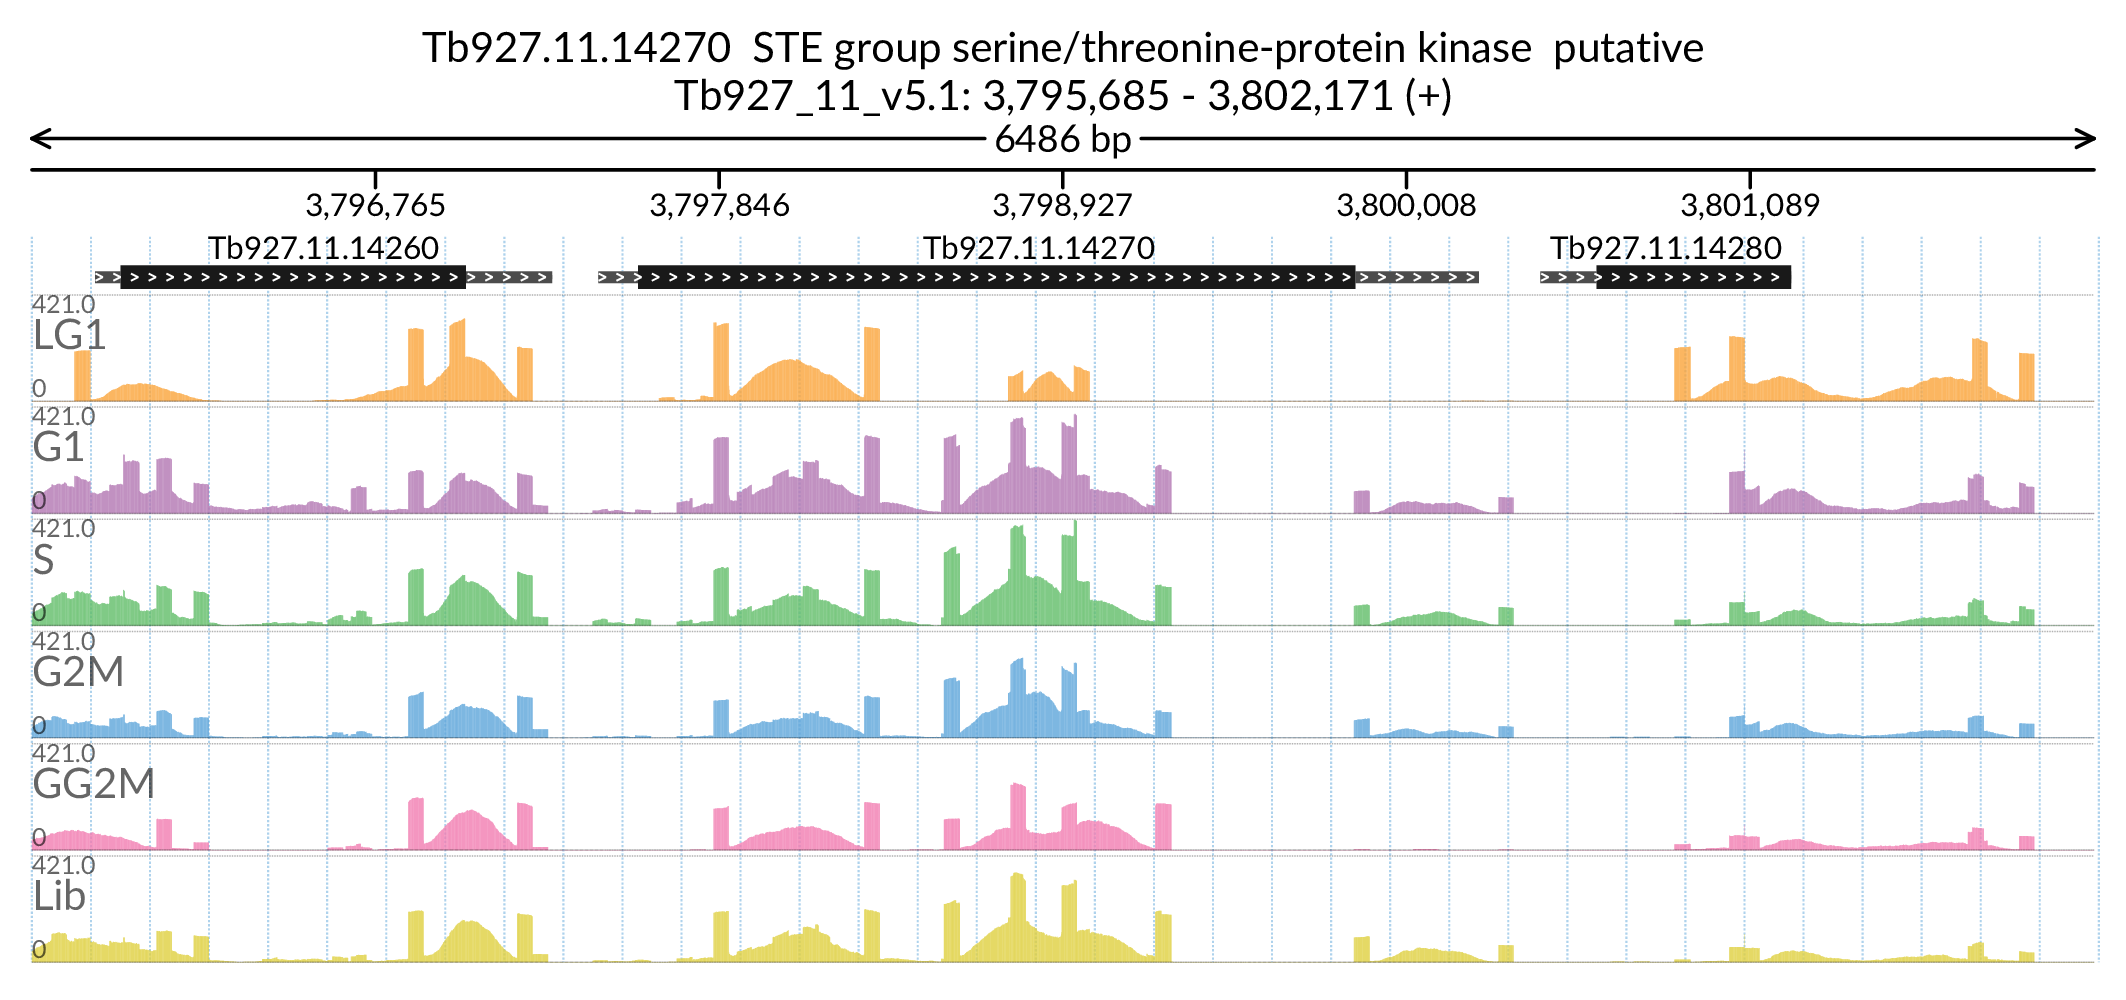 Tb927.11.14270  STE group serine/threonine-protein kinase  putative
Tb927_11_v5.1: 3,795,685 - 3,802,171 (+)
6486 bp
3,796,765 3,797,846 3,798,927 3,800,008 3,801,089
Tb927.11.14260 Tb927.11.14270 Tb927.11.14280
421.0
LG1
0
421.0
G1
0
421.0
S
0
421.0
G2M
0
421.0
GG2M
0
421.0
Lib
0